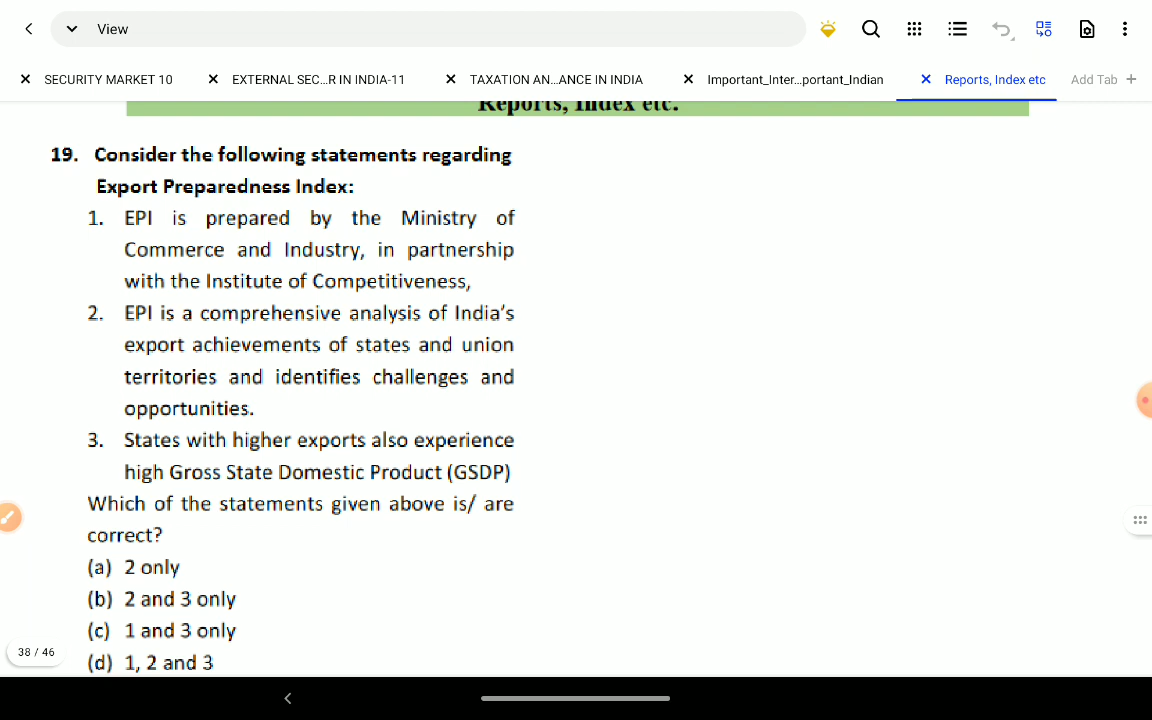 View
SECURITY MARKET 10
EXTERNAL SEC...R IN INDIA-11
TAXATION AN...ANCE IN INDIA
Important_Inter...portant_Indian
Reports, Index etc
Add Tab +
Reports, Index etc.
19. Consider the following statements regarding
Export Preparedness Index:
1. EPI is prepared by the Ministry of
Commerce and Industry, in partnership
with the Institute of Competitiveness,
2. EPI is a comprehensive analysis of India's
export achievements of states and union
territories and identifies challenges and
opportunities.
3. States with higher exports also experience
high Gross State Domestic Product (GSDP)
Which of the statements given above is/ are
correct?
(a) 2 only
(b) 2 and 3 only
(c) 1 and 3 only
(d) 1, 2 and 3
38 / 46